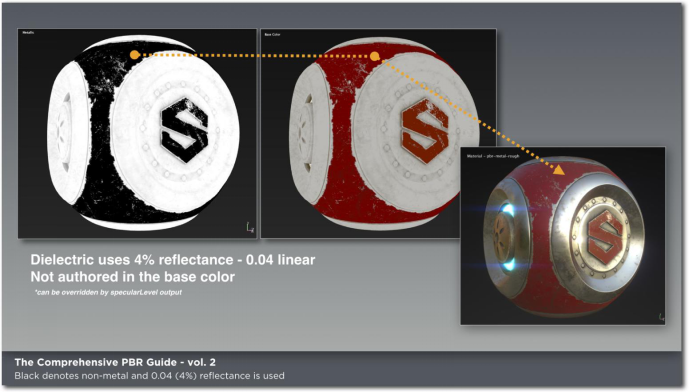 Metallic
Base Color
Material - pbr-metal-rough
Dielectric uses 4% reflectance - 0.04 linear
Not authored in the base color
*can be overridden by specularLevel output
The Comprehensive PBR Guide - vol. 2
Black denotes non-metal and 0.04 (4%) reflectance is used